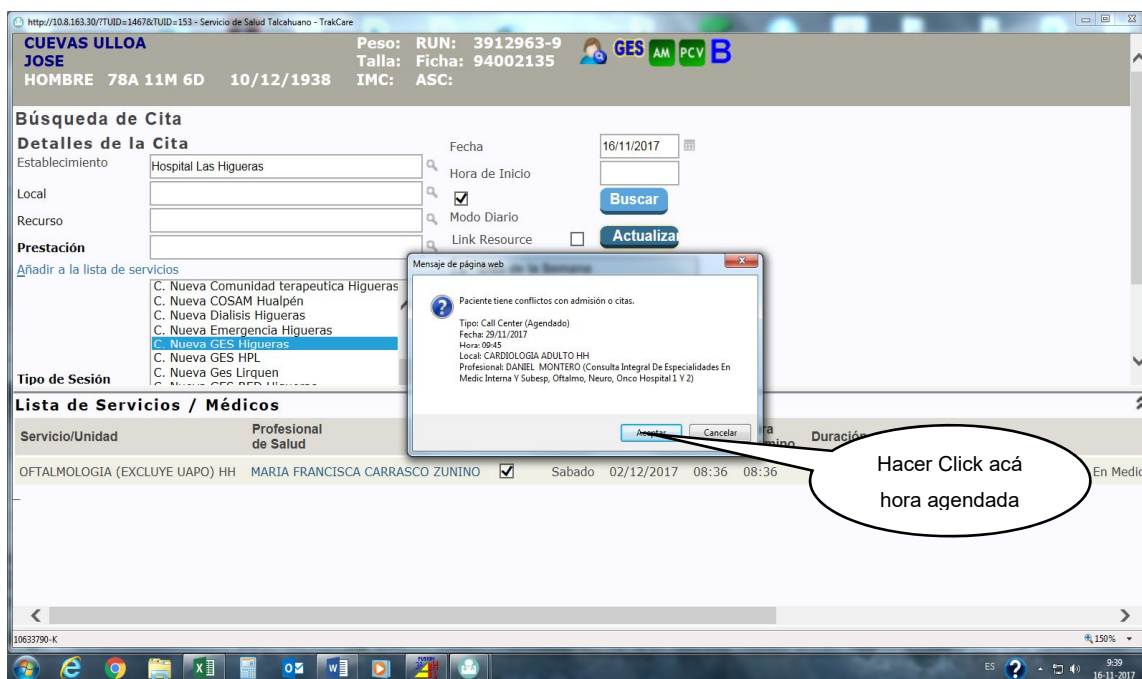 http://10.8.163.30/?TUID=1467&TUID=153 - Servicio de Salud Talcahuano - TrakCare
CUEVAS ULLOA
JOSE
HOMBRE 78A 11M 6D 10/12/1938
Peso: RUN: 3912963-9
Talla: Ficha: 94002135
IMC: ASC:
GES AM PCV B
Búsqueda de Cita
Detalles de la Cita
Establecimiento Hospital Las Higueras
Local
Recurso
Prestación
Añadir a la lista de servicios
C. Nueva Comunidad terapeutica Higueras
C. Nueva COSAM Hualpén
C. Nueva Dialisis Higueras
C. Nueva Emergencia Higueras
C. Nueva GES Higueras
C. Nueva GES HPL
C. Nueva Ges Lirquen
C. Nueva GES RED Higueras
Tipo de Sesión
Fecha 16/11/2017
Hora de Inicio
Buscar
Modo Diario
Link Resource
Actualizar
de la Semana
Mensaje de página web
Paciente tiene conflictos con admisión o citas.
Tipo: Call Center (Agendado)
Fecha: 29/11/2017
Hora: 09:45
Local: CARDIOLOGIA ADULTO HH
Profesional: DANIEL MONTERO (Consulta Integral De Especialidades En
Medic Interna Y Subesp, Oftalmo, Neuro, Onco Hospital 1 Y 2)
Aceptar Cancelar
Lista de Servicios / Médicos
Servicio/Unidad Profesional de Salud Duración
OFTALMOLOGIA (EXCLUYE UAPO) HH MARIA FRANCISCA CARRASCO ZUNINO Sabado 02/12/2017 08:36 08:36 En Medic
Hacer Click acá
hora agendada
10633790-K
150%
ES 9:39
16-11-2017